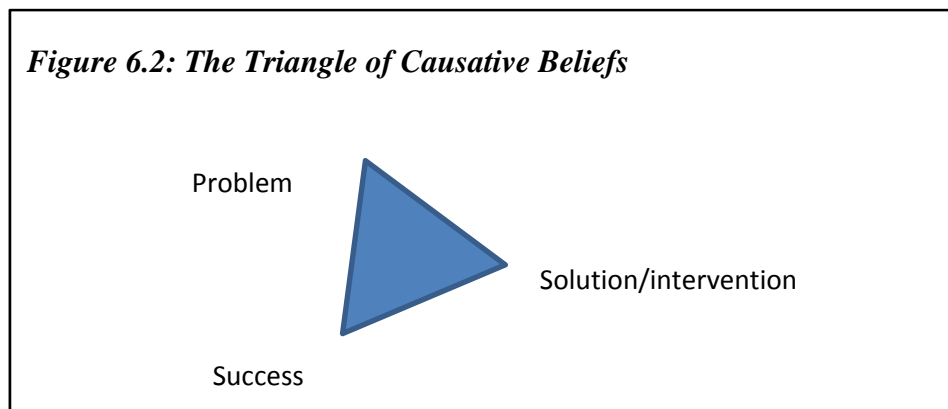 Figure 6.2: The Triangle of Causative Beliefs
Problem
Solution/intervention
Success